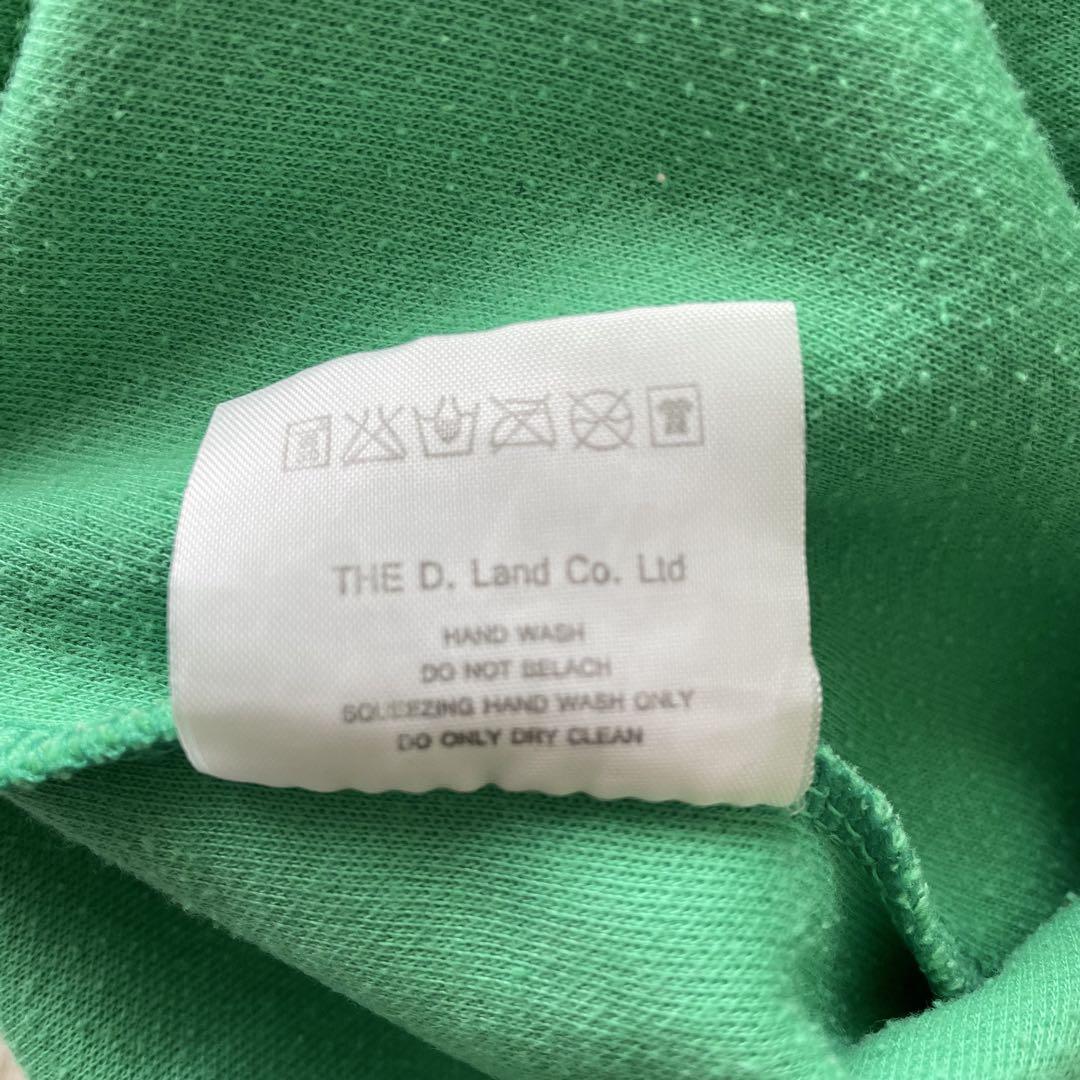 THE D. Land Co. Ltd
HAND WASH
DO NOT BELACH
SQUEEZING HAND WASH ONLY
DO ONLY DRY CLEAN